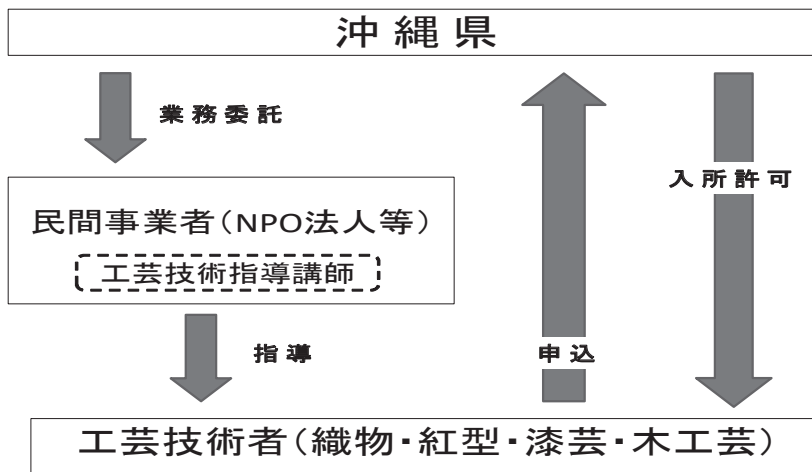 沖縄県
業務委託
入所許可
民間事業者（NPO法人等）
工芸技術指導講師
指導
申込
工芸技術者（織物・紅型・漆芸・木工芸）